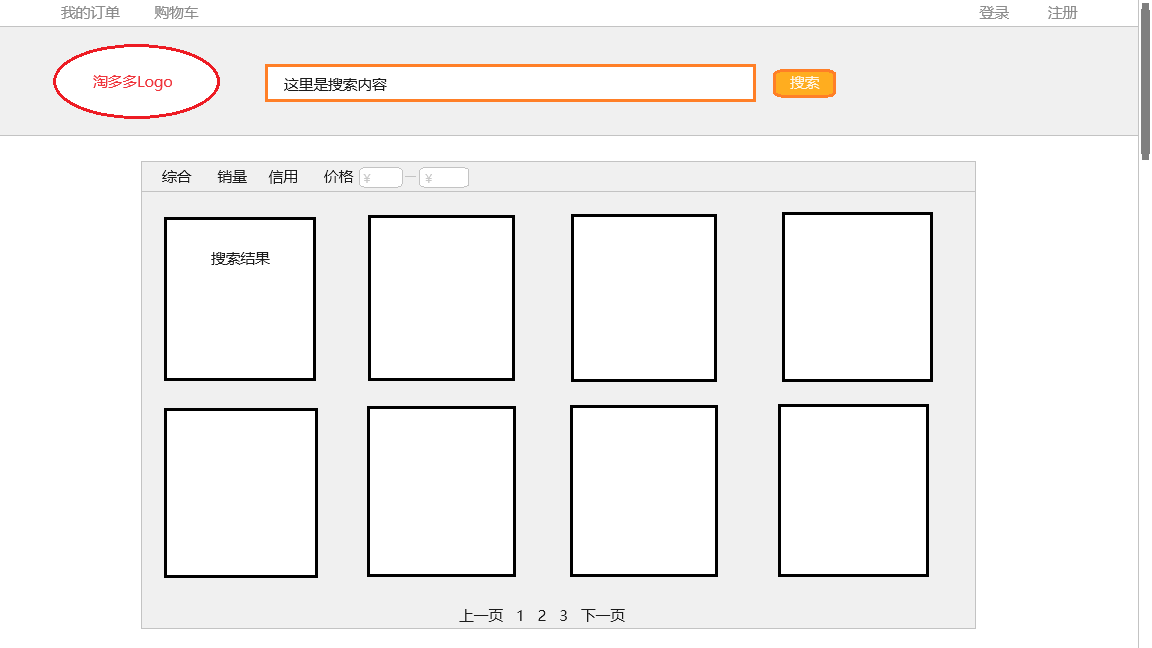 我的订单 购物车 登录 注册
淘多多Logo 这里是搜索内容 搜索
综合 销量 信用 价格 ¥ — ¥
搜索结果
上一页 1 2 3 下一页